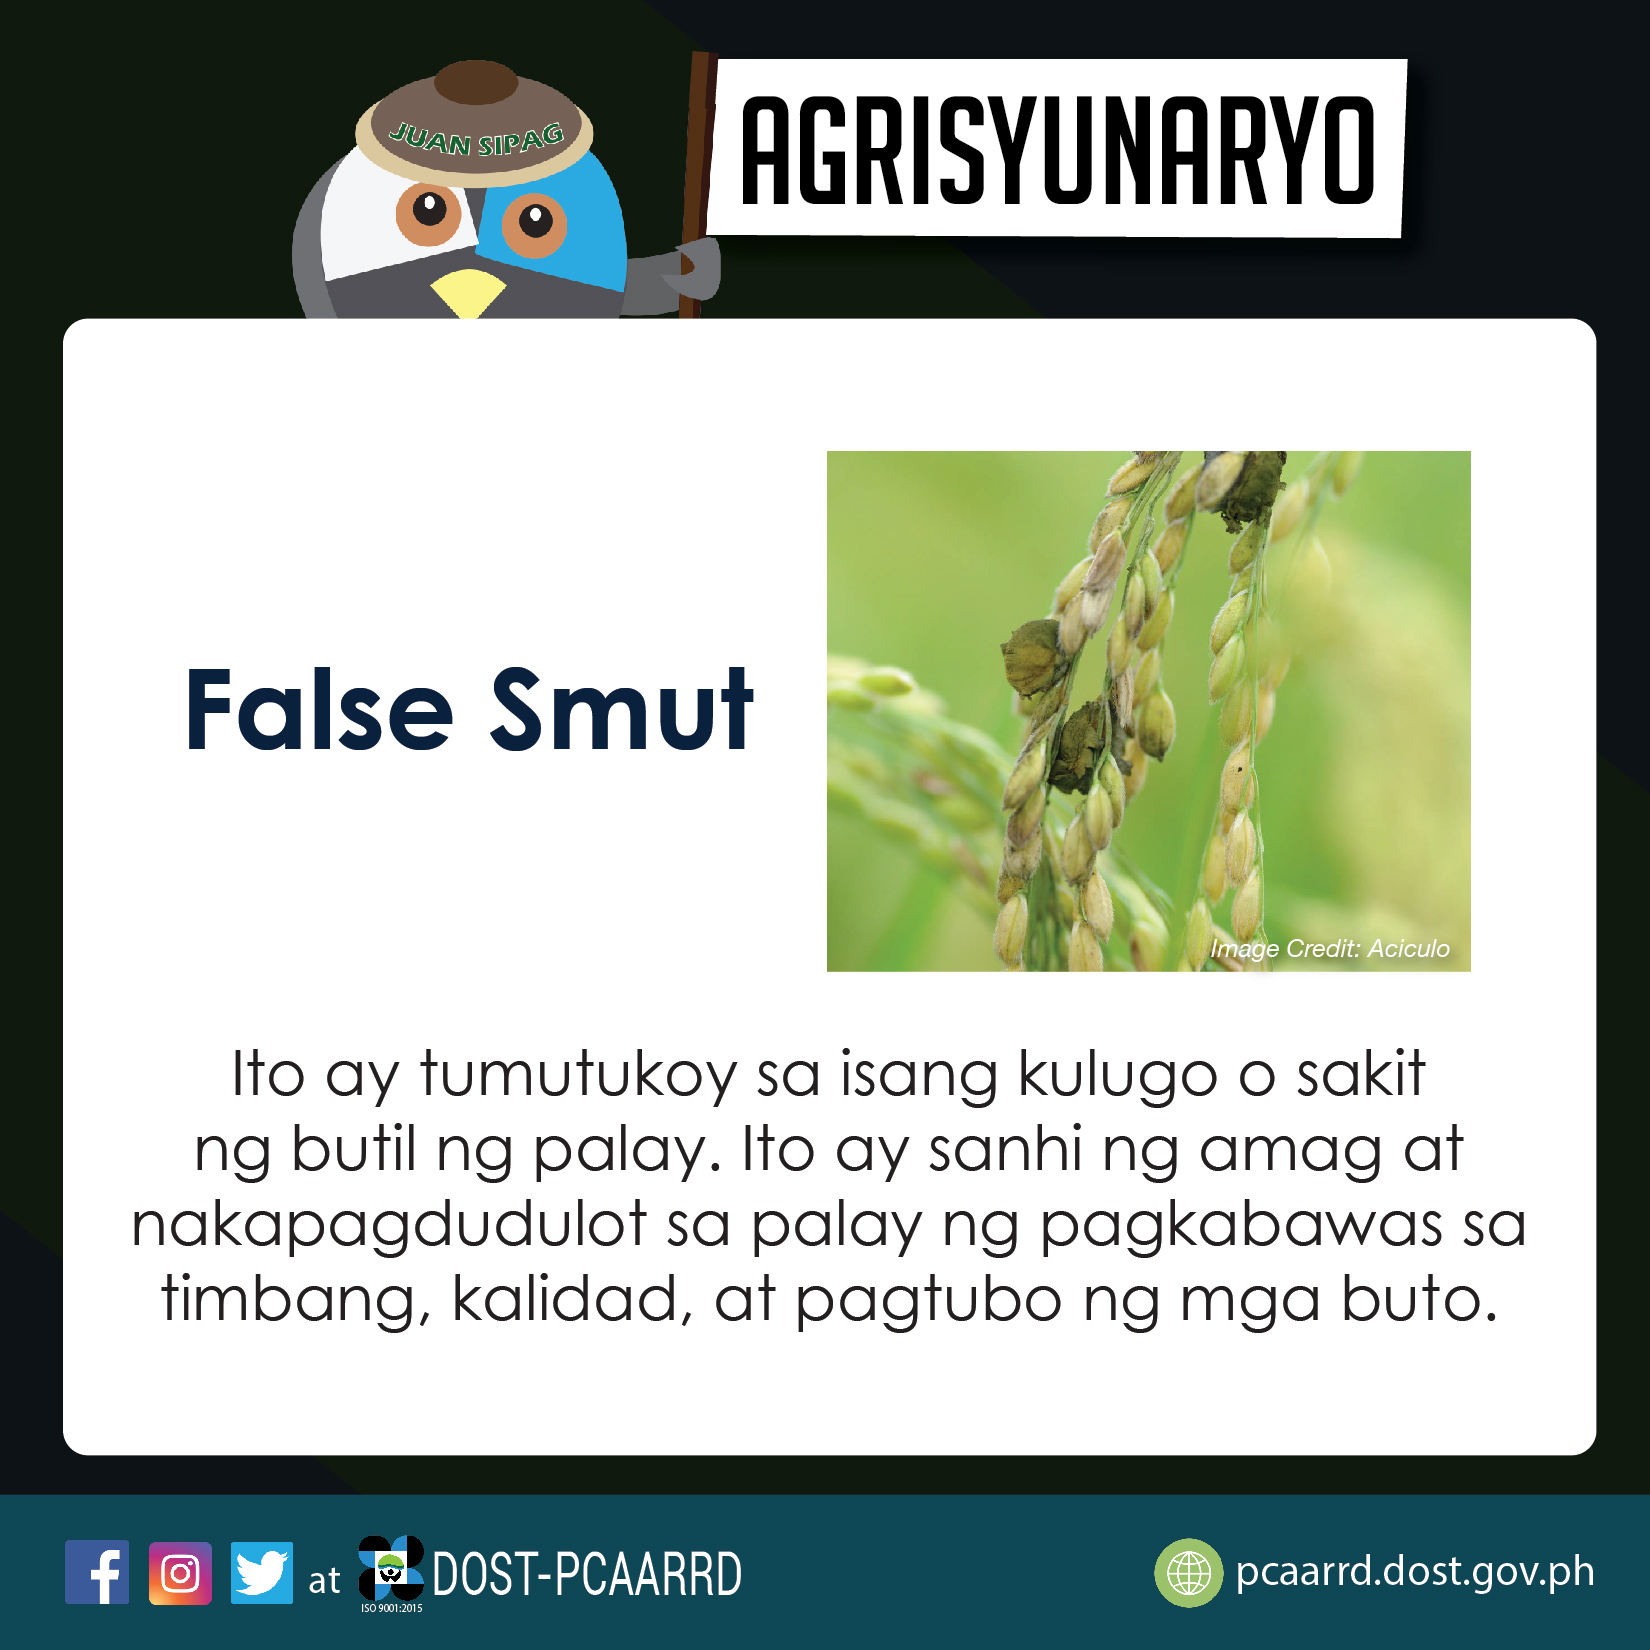 JUAN SIPAG
AGRISYUNARYO
False Smut
Image Credit: Aciculo
Ito ay tumutukoy sa isang kulugo o sakit
ng butil ng palay. Ito ay sanhi ng amag at
nakapagdudulot sa palay ng pagkabawas sa
timbang, kalidad, at pagtubo ng mga buto.
at DOST-PCAARRD
ISO 9001:2015
pcaarrd.dost.gov.ph